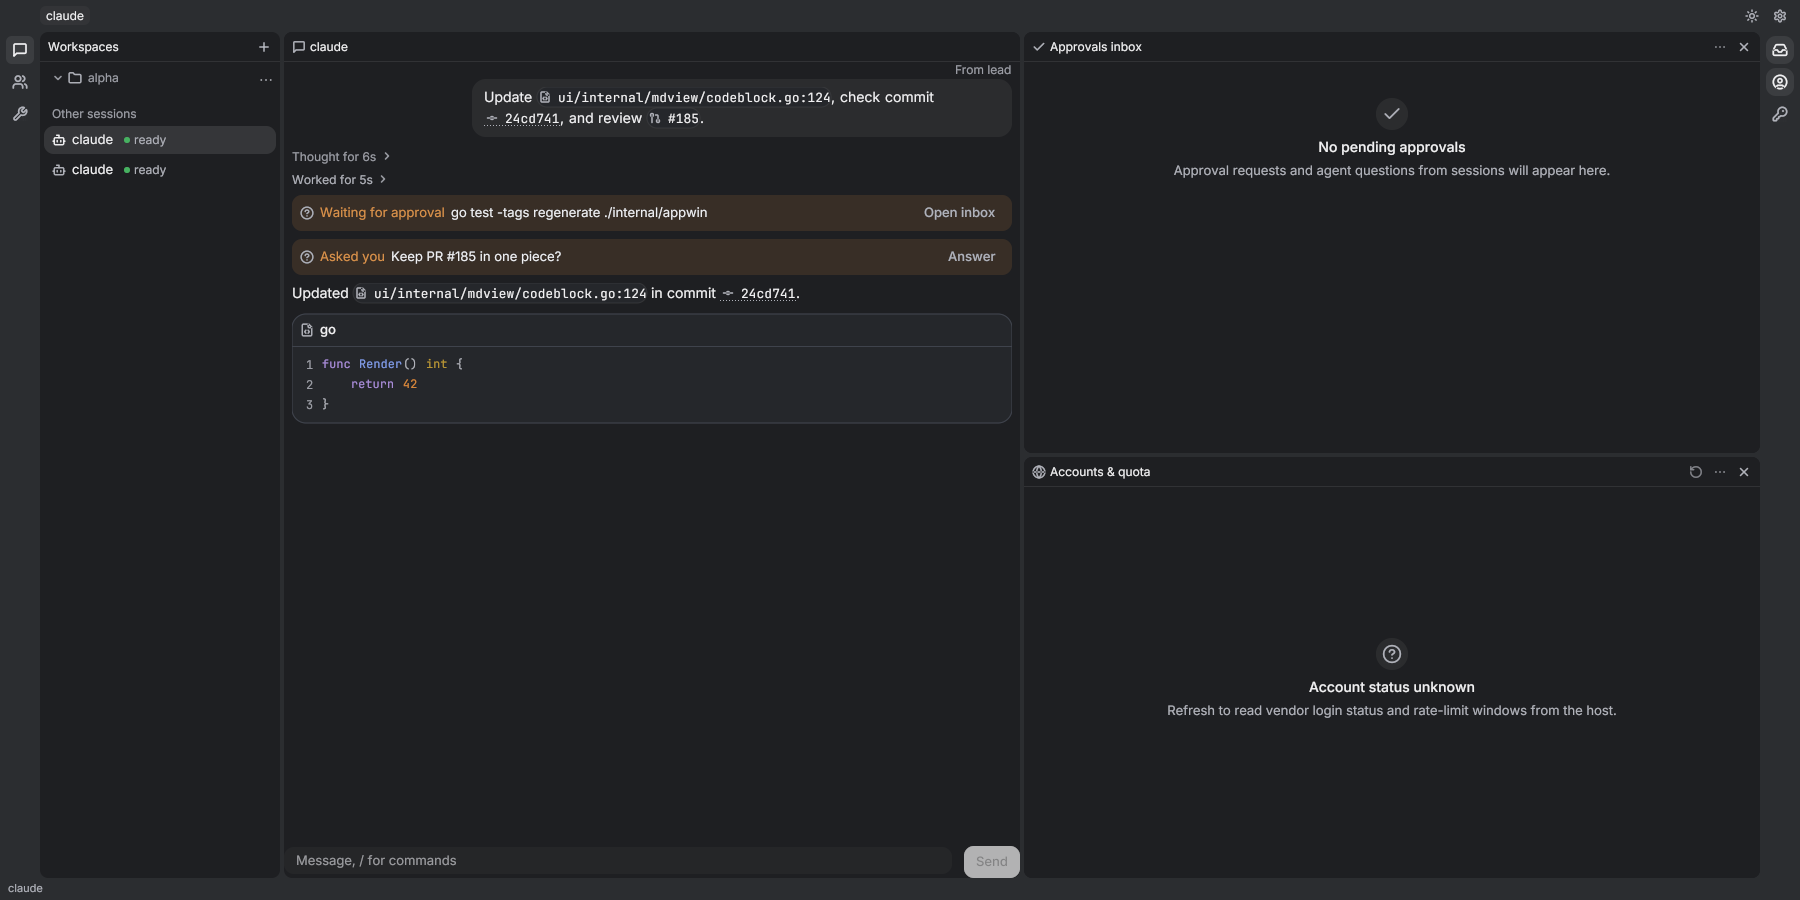 claude
Workspaces
alpha
Other sessions
claude ready
claude ready
claude
From lead
Update ui/internal/mdview/codeblock.go:124, check commit
24cd741, and review #185.
Thought for 6s
Worked for 5s
Waiting for approval go test -tags regenerate ./internal/appwin Open inbox
Asked you Keep PR #185 in one piece? Answer
Updated ui/internal/mdview/codeblock.go:124 in commit 24cd741.
go
1 func Render() int {
2     return 42
3 }
Message, / for commands
Send
Approvals inbox
No pending approvals
Approval requests and agent questions from sessions will appear here.
Accounts & quota
Account status unknown
Refresh to read vendor login status and rate-limit windows from the host.
claude